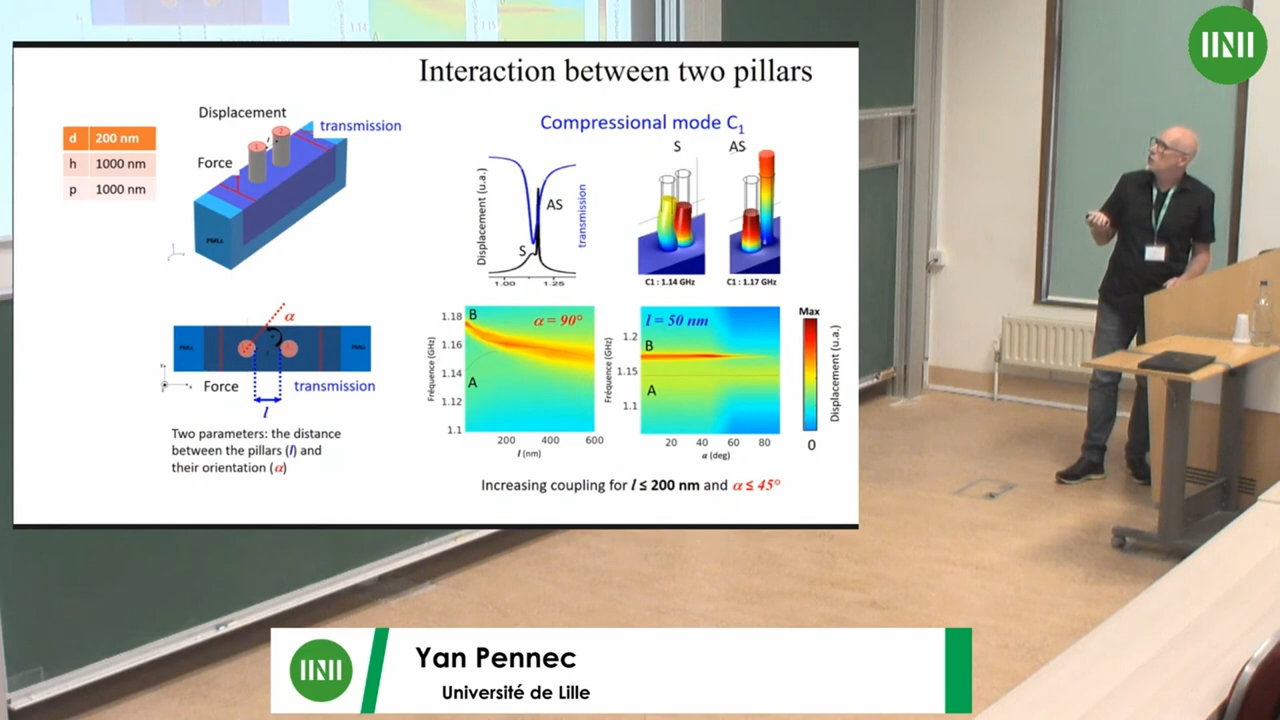 Interaction between two pillars
d 200 nm
h 1000 nm
p 1000 nm
Displacement
transmission
Force
1
2
PMLs
α
PMLs
PMLs
Force
transmission
l
Two parameters: the distance
between the pillars (l) and
their orientation (α)
Compressional mode C1
Displacement (u.a.)
AS
S
transmission
1.00 1.25
S AS
C1 : 1.14 GHz C1 : 1.17 GHz
Fréquence (GHz)
1.18
1.16
1.14
1.12
1.1
B
A
α = 90°
200 400 600
l (nm)
Fréquence (GHz)
1.2
1.15
1.1
l = 50 nm
B
A
20 40 60 80
α (deg)
Max
0
Displacement (u.a.)
Increasing coupling for l ≤ 200 nm and α ≤ 45°
Yan Pennec
Université de Lille